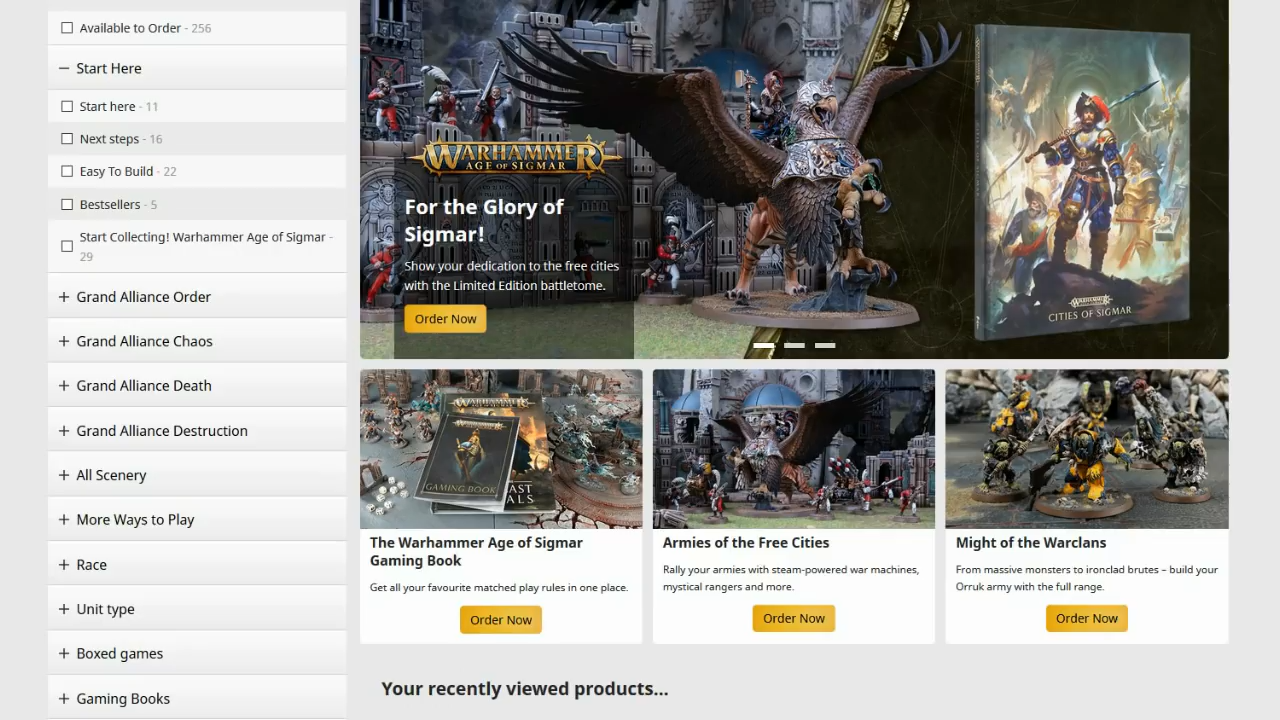 Available to Order - 256
Start Here
Start here - 11
Next steps - 16
Easy To Build - 22
Bestsellers - 5
Start Collecting! Warhammer Age of Sigmar -
29
Grand Alliance Order
Grand Alliance Chaos
Grand Alliance Death
Grand Alliance Destruction
All Scenery
More Ways to Play
Race
Unit type
Boxed games
Gaming Books
WARHAMMER
AGE OF SIGMAR
For the Glory of
Sigmar!
Show your dedication to the free cities
with the Limited Edition battletome.
Order Now
WARHAMMER
CITIES OF SIGMAR
WARHAMMER
GAMING BOOK
The Warhammer Age of Sigmar
Gaming Book
Get all your favourite matched play rules in one place.
Order Now
Armies of the Free Cities
Rally your armies with steam-powered war machines,
mystical rangers and more.
Order Now
Might of the Warclans
From massive monsters to ironclad brutes – build your
Orruk army with the full range.
Order Now
Your recently viewed products...